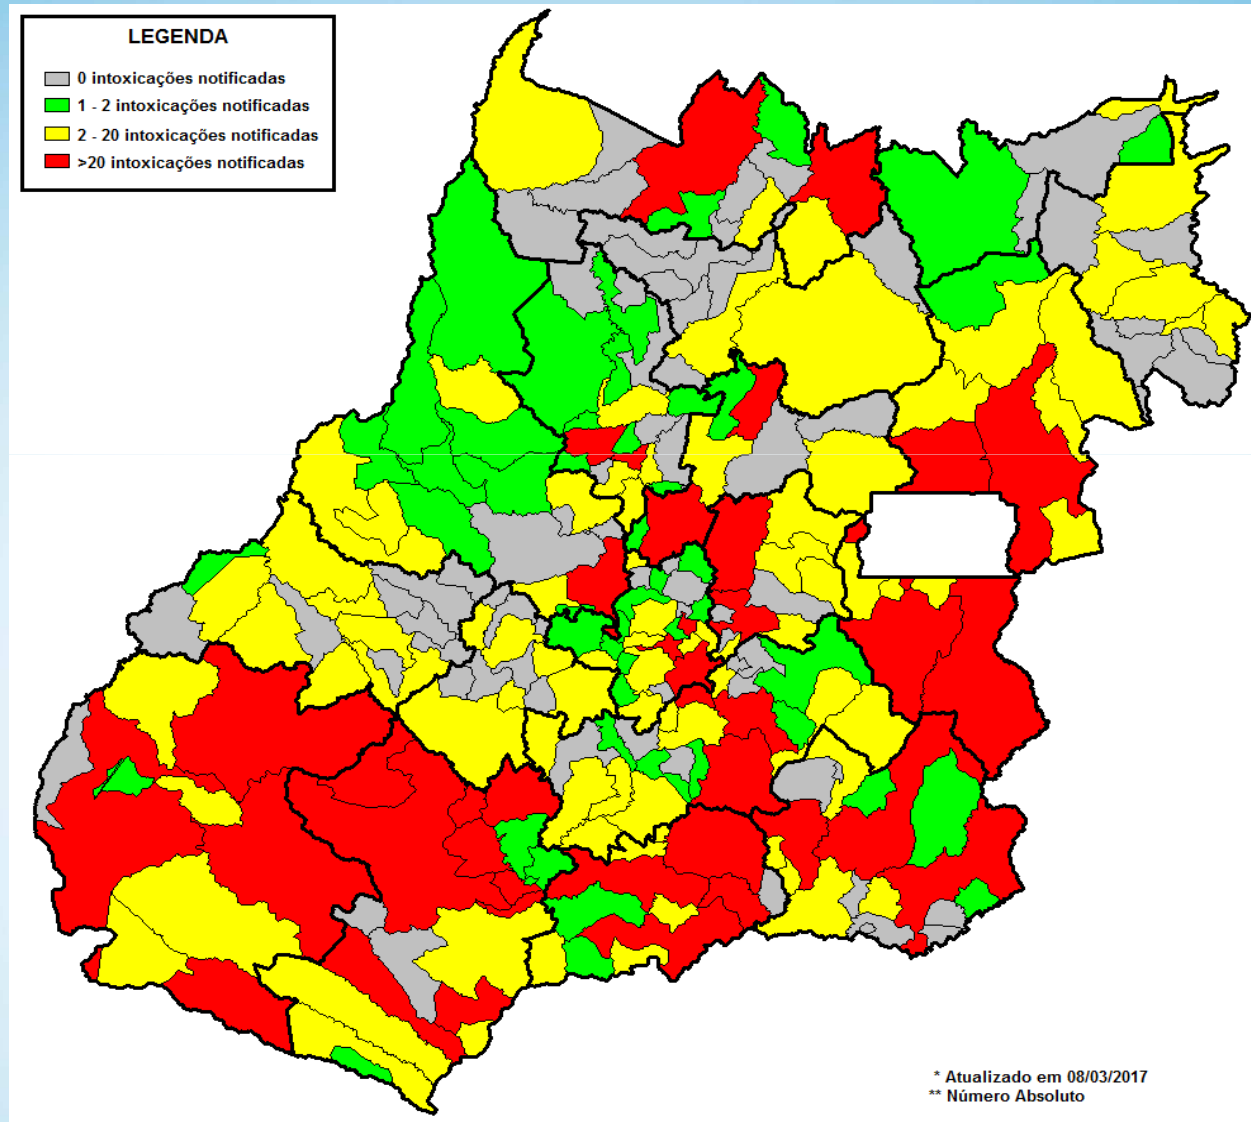 LEGENDA
0 intoxicações notificadas
1 - 2 intoxicações notificadas
2 - 20 intoxicações notificadas
>20 intoxicações notificadas
* Atualizado em 08/03/2017
** Número Absoluto